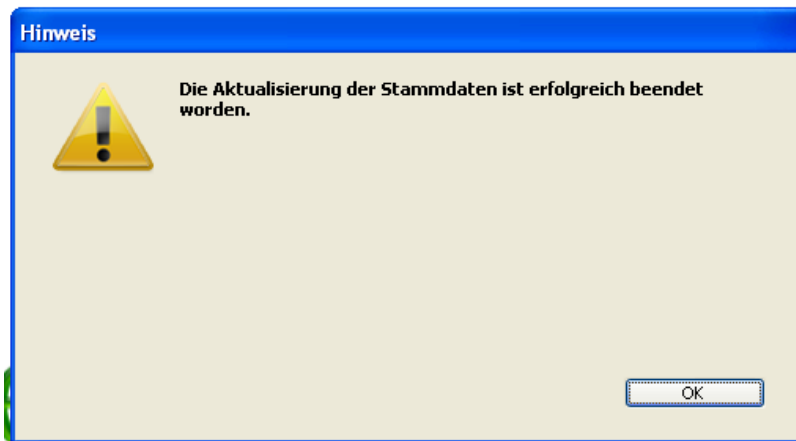 Hinweis
Die Aktualisierung der Stammdaten ist erfolgreich beendet
worden.
OK